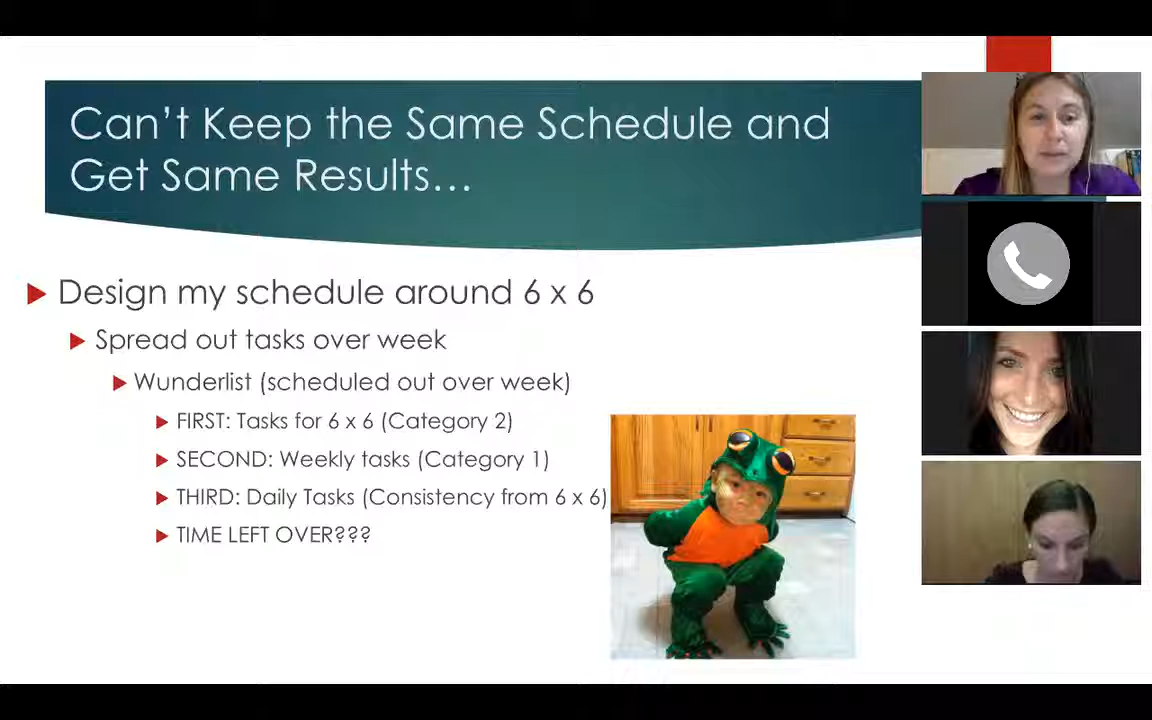 Can't Keep the Same Schedule and
Get Same Results…
Design my schedule around 6 x 6
Spread out tasks over week
Wunderlist (scheduled out over week)
FIRST: Tasks for 6 x 6 (Category 2)
SECOND: Weekly tasks (Category 1)
THIRD: Daily Tasks (Consistency from 6 x 6)
TIME LEFT OVER???